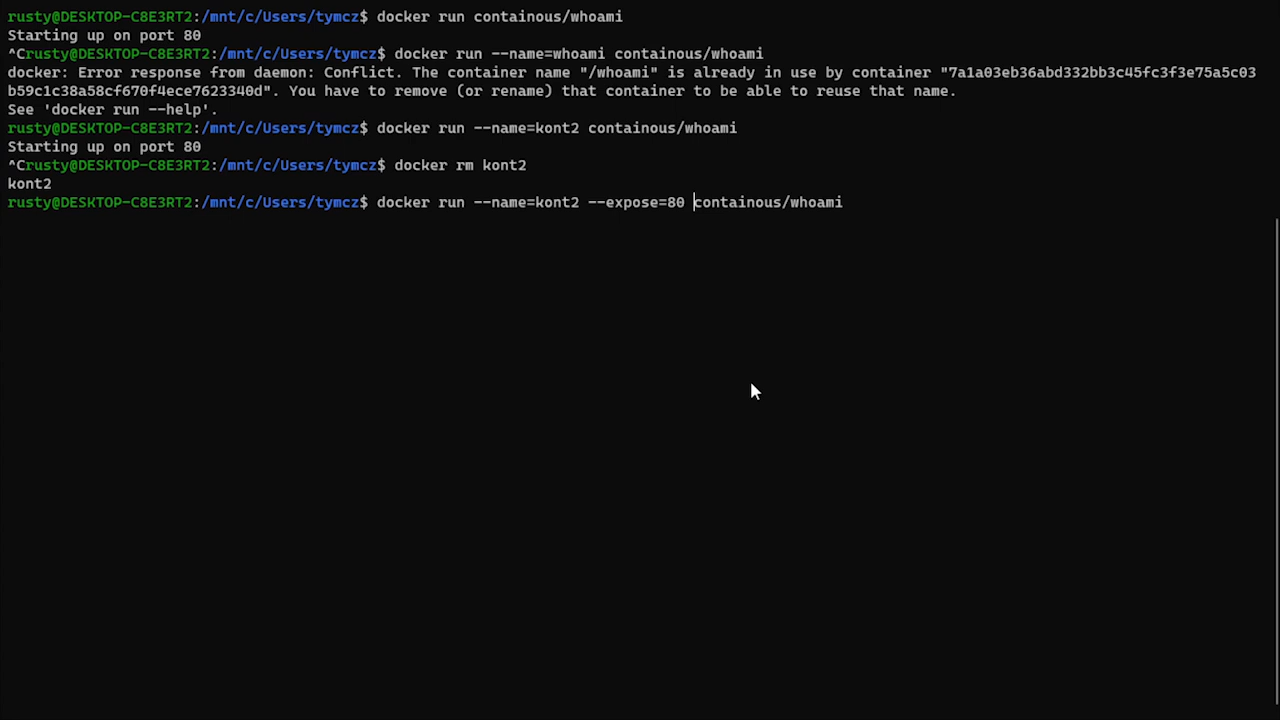 rusty@DESKTOP-C8E3RT2:/mnt/c/Users/tymcz$ docker run containous/whoami
Starting up on port 80
^Crusty@DESKTOP-C8E3RT2:/mnt/c/Users/tymcz$ docker run --name=whoami containous/whoami
docker: Error response from daemon: Conflict. The container name "/whoami" is already in use by container "7a1a03eb36abd332bb3c45fc3f3e75a5c03
b59c1c38a58cf670f4ece7623340d". You have to remove (or rename) that container to be able to reuse that name.
See 'docker run --help'.
rusty@DESKTOP-C8E3RT2:/mnt/c/Users/tymcz$ docker run --name=kont2 containous/whoami
Starting up on port 80
^Crusty@DESKTOP-C8E3RT2:/mnt/c/Users/tymcz$ docker rm kont2
kont2
rusty@DESKTOP-C8E3RT2:/mnt/c/Users/tymcz$ docker run --name=kont2 --expose=80 containous/whoami